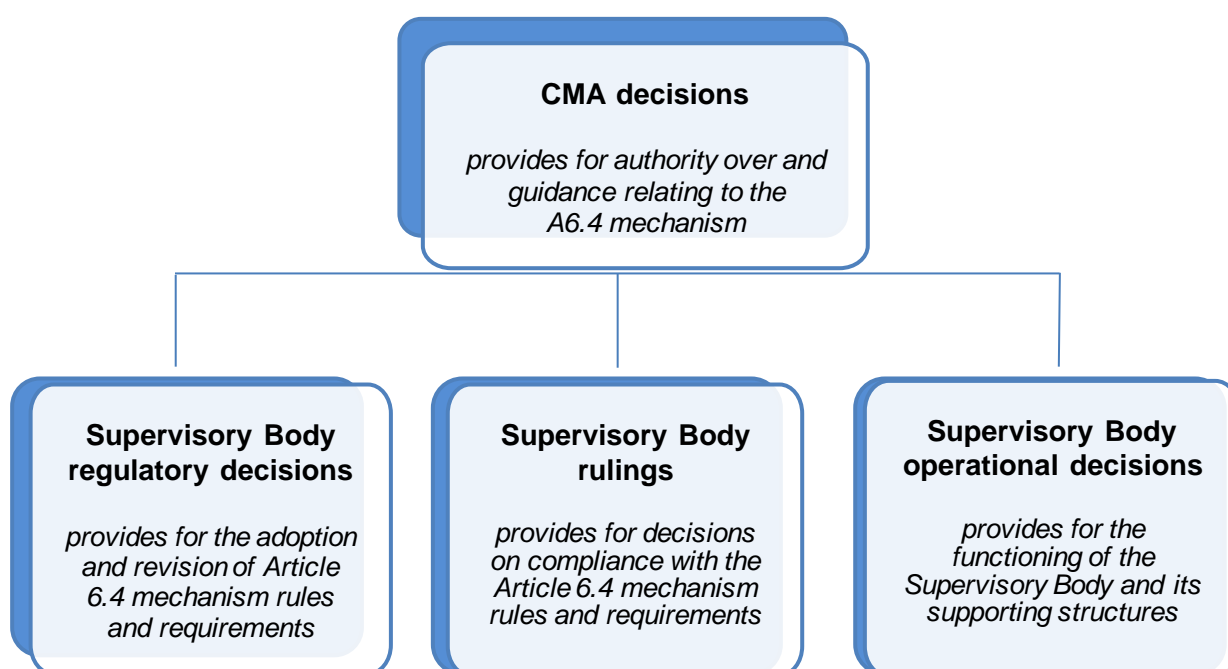 CMA decisions
provides for authority over and
guidance relating to the
A6.4 mechanism
Supervisory Body
regulatory decisions
provides for the adoption
and revision of Article
6.4 mechanism rules
and requirements
Supervisory Body
rulings
provides for decisions
on compliance with the
Article 6.4 mechanism
rules and requirements
Supervisory Body
operational decisions
provides for the
functioning of the
Supervisory Body and its
supporting structures